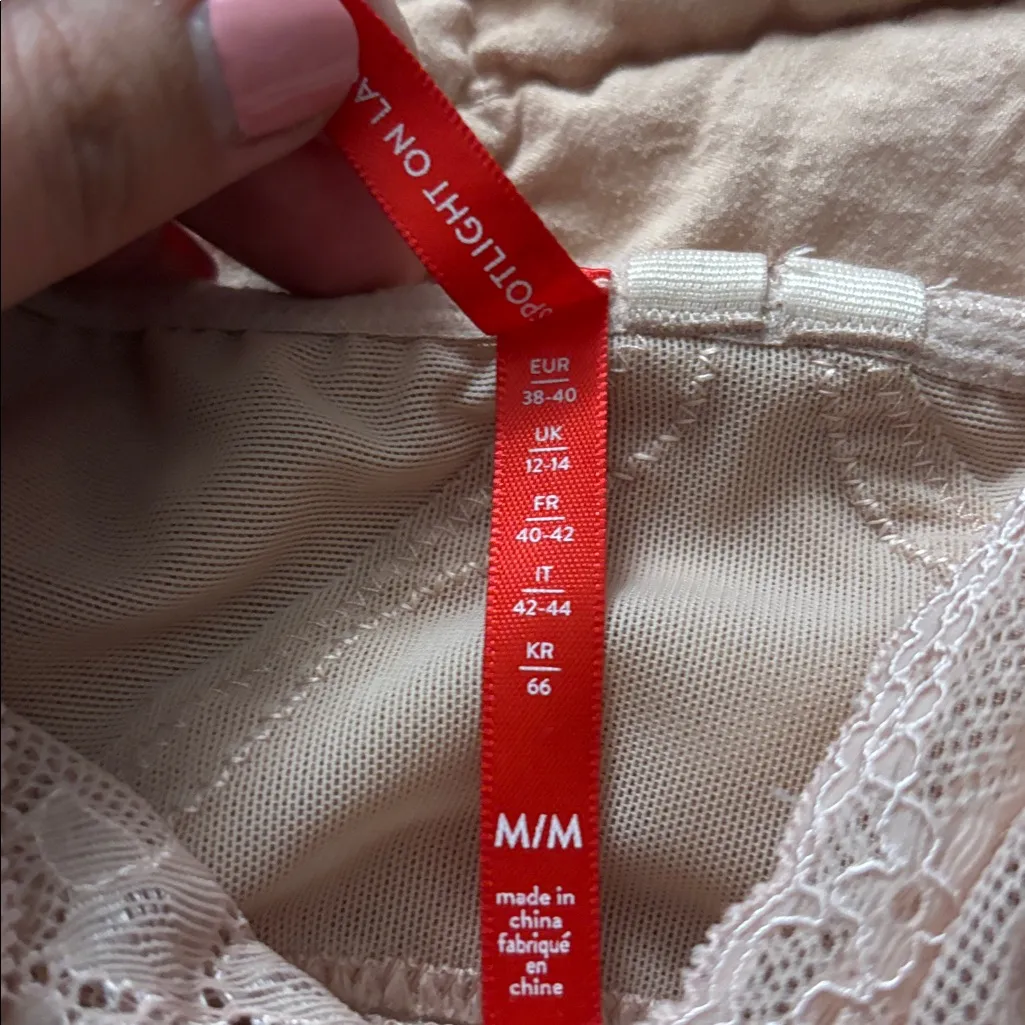 SPOTLIGHT ON LA
EUR
38-40
UK
12-14
FR
40-42
IT
42-44
KR
66
M/M
made in
china
fabriqué
en
chine